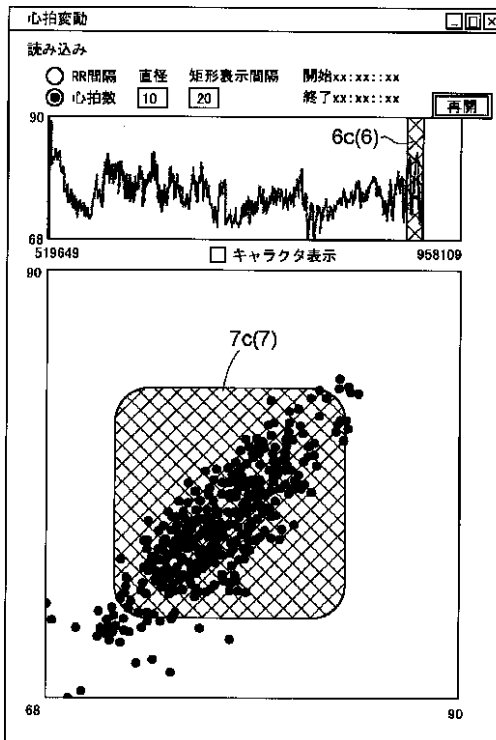 心拍変動
読み込み
RR間隔 直径 矩形表示間隔 開始xx:xx::xx
心拍数 10 20 終了xx:xx::xx
再開
90
6c(6)
68
519649 キャラクタ表示 958109
90
7c(7)
68 90